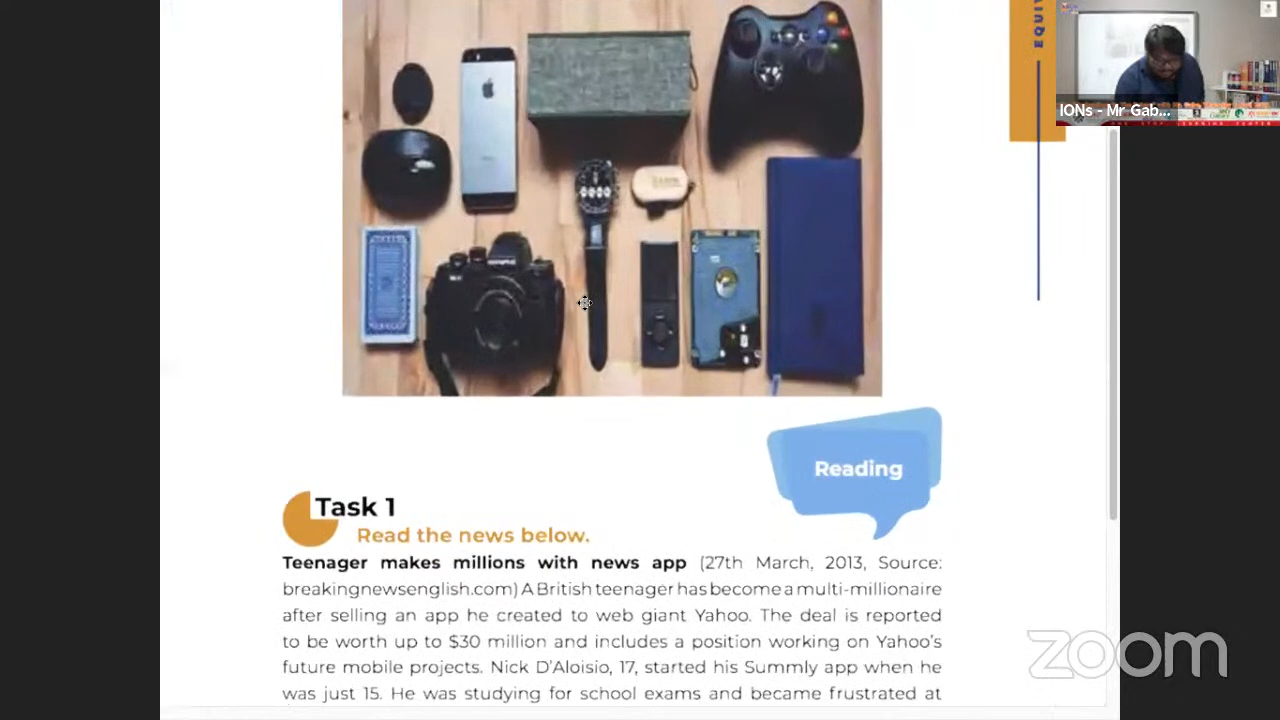 EQUIV
IONs - Mr Gab...
OLYMPUS
Reading
Task 1
Read the news below.
Teenager makes millions with news app (27th March, 2013, Source:
breakingnewsenglish.com) A British teenager has become a multi-millionaire
after selling an app he created to web giant Yahoo. The deal is reported
to be worth up to $30 million and includes a position working on Yahoo's
future mobile projects. Nick D'Aloisio, 17, started his Summly app when he
was just 15. He was studying for school exams and became frustrated at
zoom